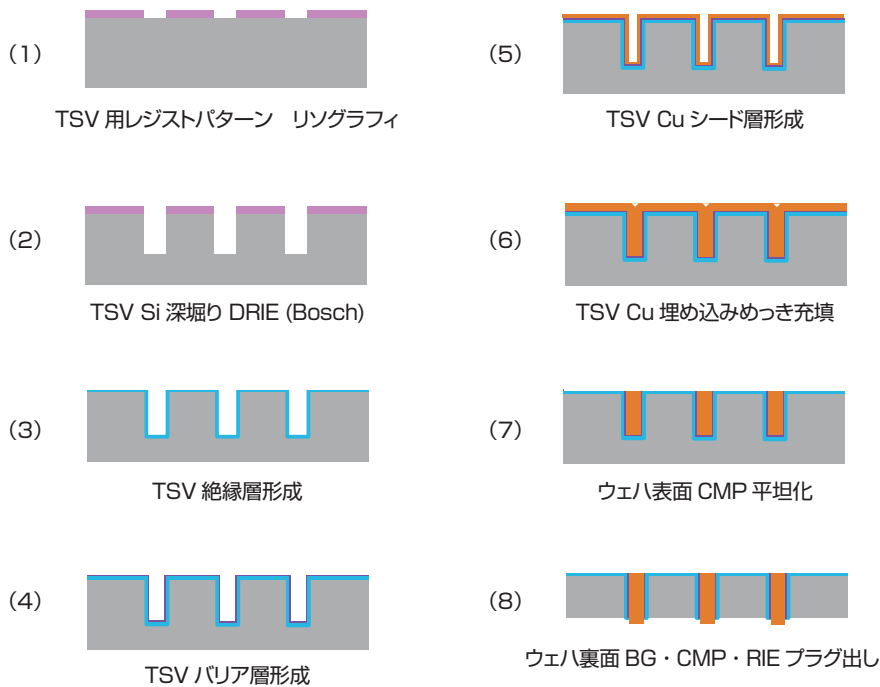 (1)
TSV 用レジストパターン　リソグラフィ
(2)
TSV Si 深堀り DRIE (Bosch)
(3)
TSV 絶縁層形成
(4)
TSV バリア層形成
(5)
TSV Cu シード層形成
(6)
TSV Cu 埋め込みめっき充填
(7)
ウェハ表面 CMP 平坦化
(8)
ウェハ裏面 BG・CMP・RIE プラグ出し